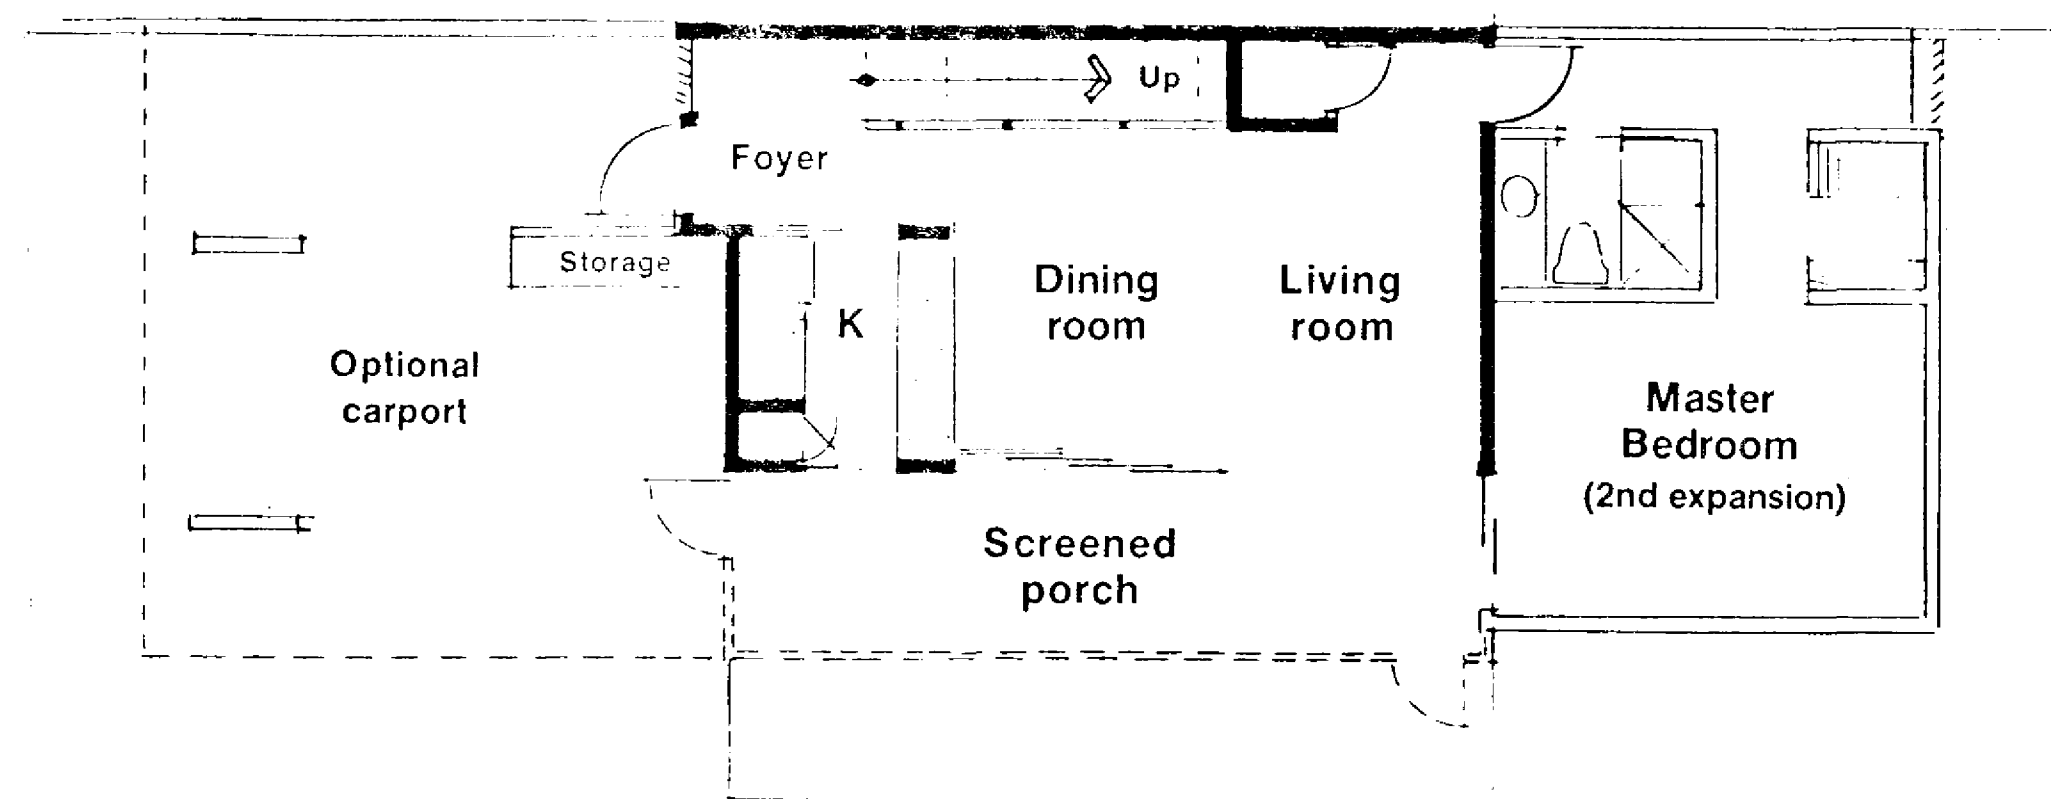 Up
Foyer
Storage
K
Dining
room
Living
room
Optional
carport
Master
Bedroom
(2nd expansion)
Screened
porch